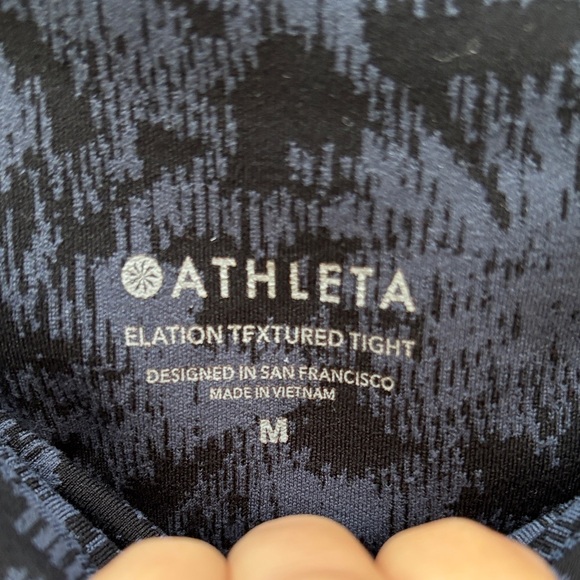 ATHLETA
ELATION TEXTURED TIGHT
DESIGNED IN SAN FRANCISCO
MADE IN VIETNAM
M